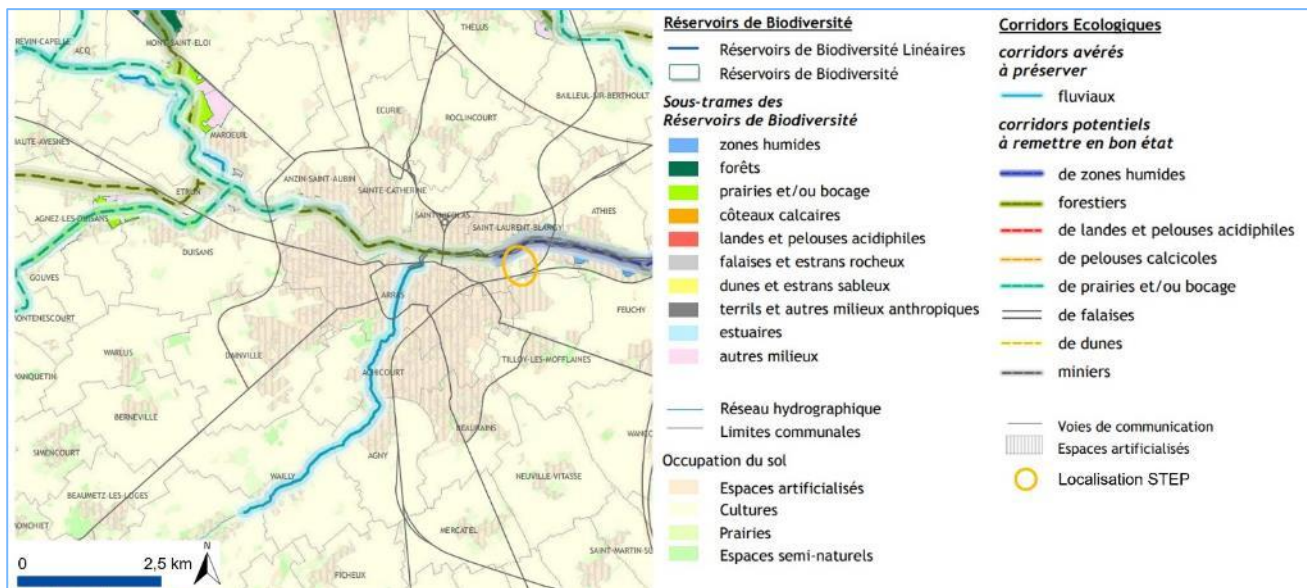 THELUS
REVIN-CAPELLE
ACQ
MONT-SAINT-ELOI
BAILLEUL-SIR-BERTHOULT
ECURIE
ROCLINCOURT
MAROEUIL
HAUTE-AVESNES
ANZIN-SAINT-AUBIN
SAINTE-CATHERINE
ETRUN
SAINT-NICOLAS
ATHIES
AGNEZ-LES-DUISANS
SAINT-LAURENT-BLANGY
DUISANS
GOUVES
ARRAS
FEUCHY
MONTENESCOURT
WARLUS
DAINVILLE
TILLOY-LES-MOFFLAINES
ACHICOURT
BERNEVILLE
BEAURAINS
SIMENCOURT
AGNY
WAILLY
NEUVILLE-VITASSE
BEAUMETZ-LES-LOGES
MERCATEL
FICHEUX
0 2,5 km
N
Réservoirs de Biodiversité
Réservoirs de Biodiversité Linéaires
Réservoirs de Biodiversité
Sous-trames des
Réservoirs de Biodiversité
zones humides
forêts
prairies et/ou bocage
côteaux calcaires
landes et pelouses acidiphiles
falaises et estrans rocheux
dunes et estrans sableux
terrils et autres milieux anthropiques
estuaires
autres milieux
Réseau hydrographique
Limites communales
Occupation du sol
Espaces artificialisés
Cultures
Prairies
Espaces semi-naturels
Corridors Ecologiques
corridors avérés
à préserver
fluviaux
corridors potentiels
à remettre en bon état
de zones humides
forestiers
de landes et pelouses acidiphiles
de pelouses calcicoles
de prairies et/ou bocage
de falaises
de dunes
miniers
Voies de communication
Espaces artificialisés
Localisation STEP